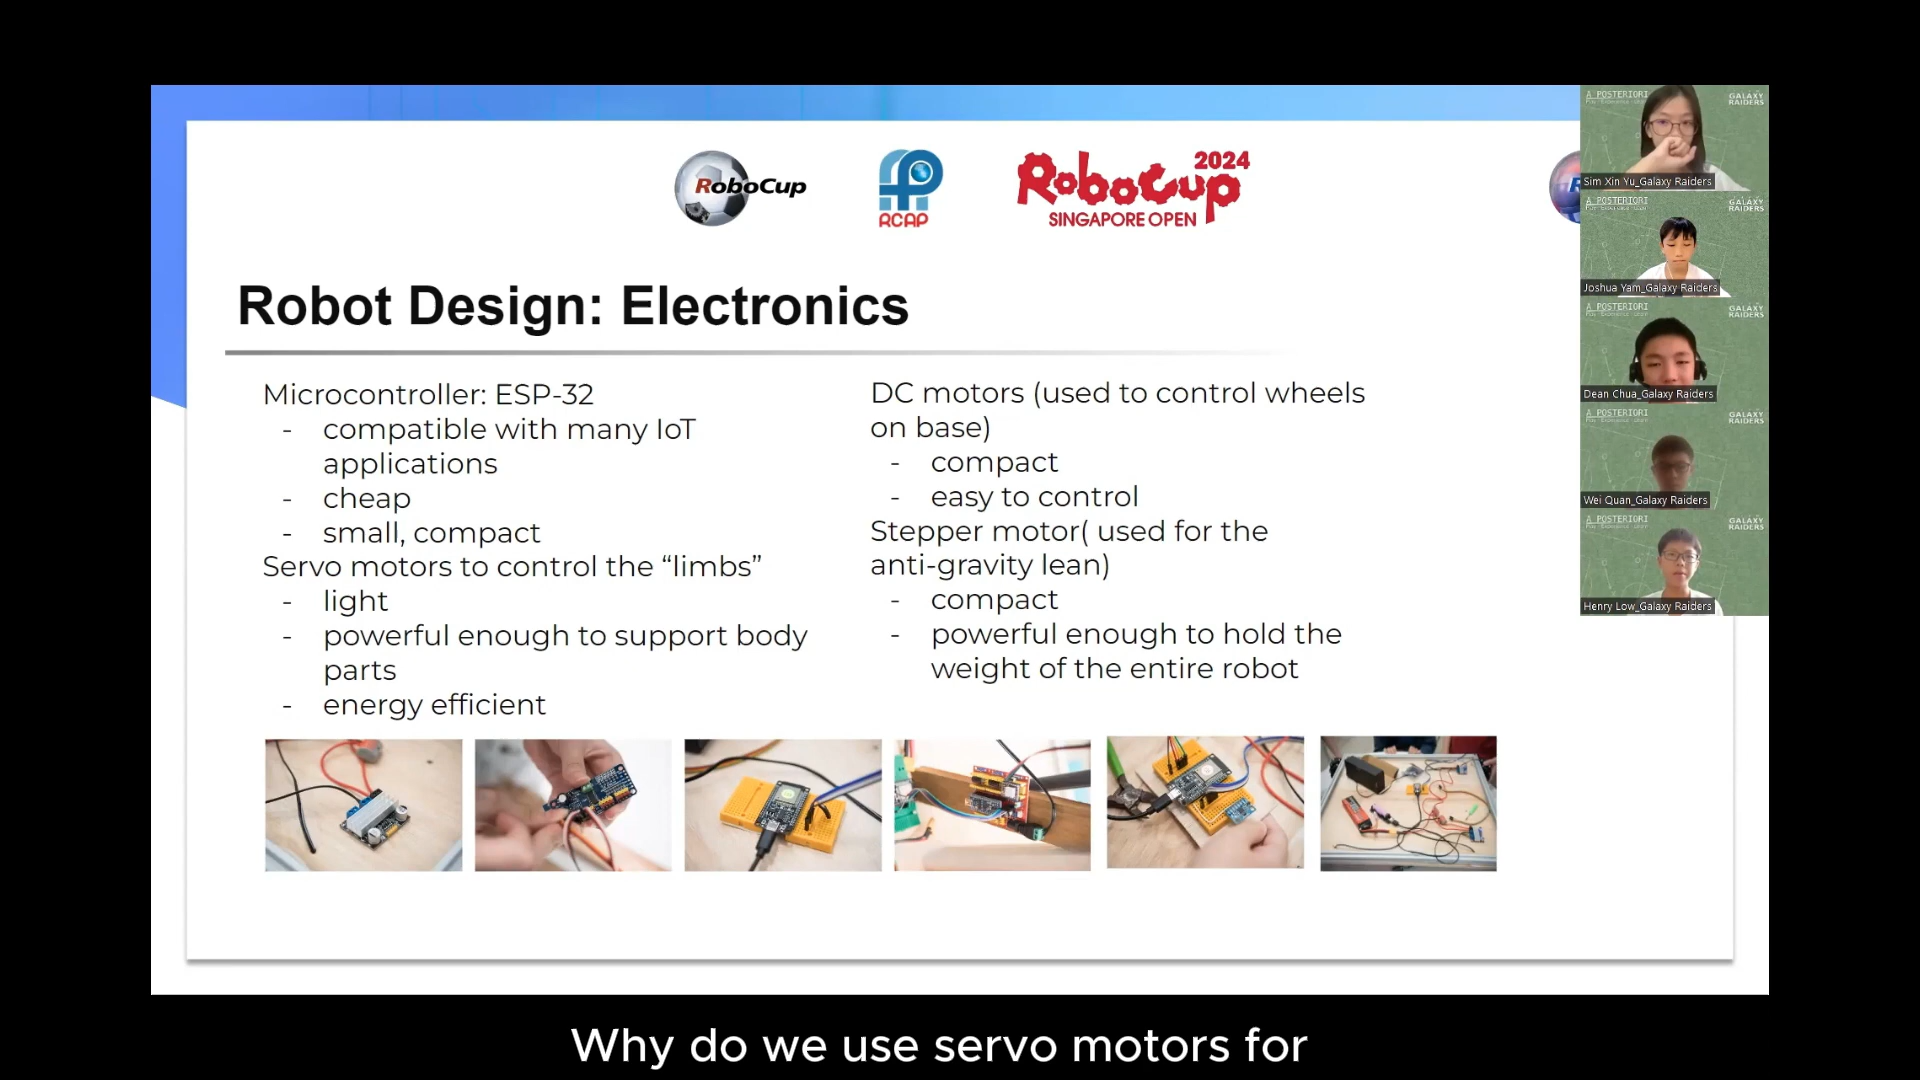 RoboCup
RCAP
RoboCup 2024
SINGAPORE OPEN
Robot Design: Electronics
Microcontroller: ESP-32
- compatible with many IoT
applications
- cheap
- small, compact
Servo motors to control the “limbs”
- light
- powerful enough to support body
parts
- energy efficient
DC motors (used to control wheels
on base)
- compact
- easy to control
Stepper motor( used for the
anti-gravity lean)
- compact
- powerful enough to hold the
weight of the entire robot
A POSTERIORI
GALAXY
RAIDERS
Sim Xin Yu_Galaxy Raiders
A POSTERIORI
GALAXY
RAIDERS
Joshua Yam_Galaxy Raiders
A POSTERIORI
GALAXY
RAIDERS
Dean Chua_Galaxy Raiders
A POSTERIORI
GALAXY
RAIDERS
Wei Quan_Galaxy Raiders
A POSTERIORI
GALAXY
RAIDERS
Henry Low_Galaxy Raiders
Why do we use servo motors for